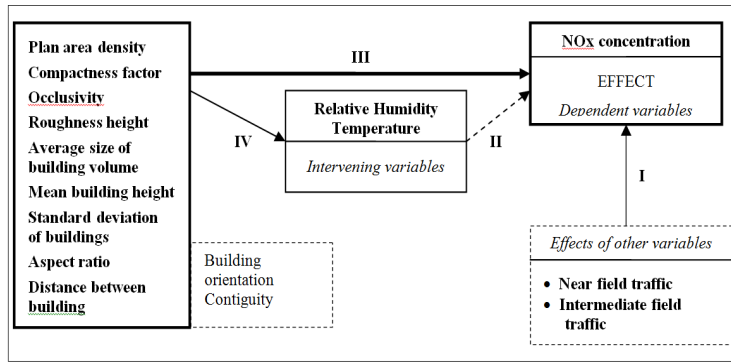 Plan area density
Compactness factor
Occlusivity
Roughness height
Average size of
building volume
Mean building height
Standard deviation
of buildings
Aspect ratio
Distance between
building
Building
orientation
Contiguity
III
IV
Relative Humidity
Temperature
Intervening variables
II
NOx concentration
EFFECT
Dependent variables
I
Effects of other variables
• Near field traffic
• Intermediate field
traffic